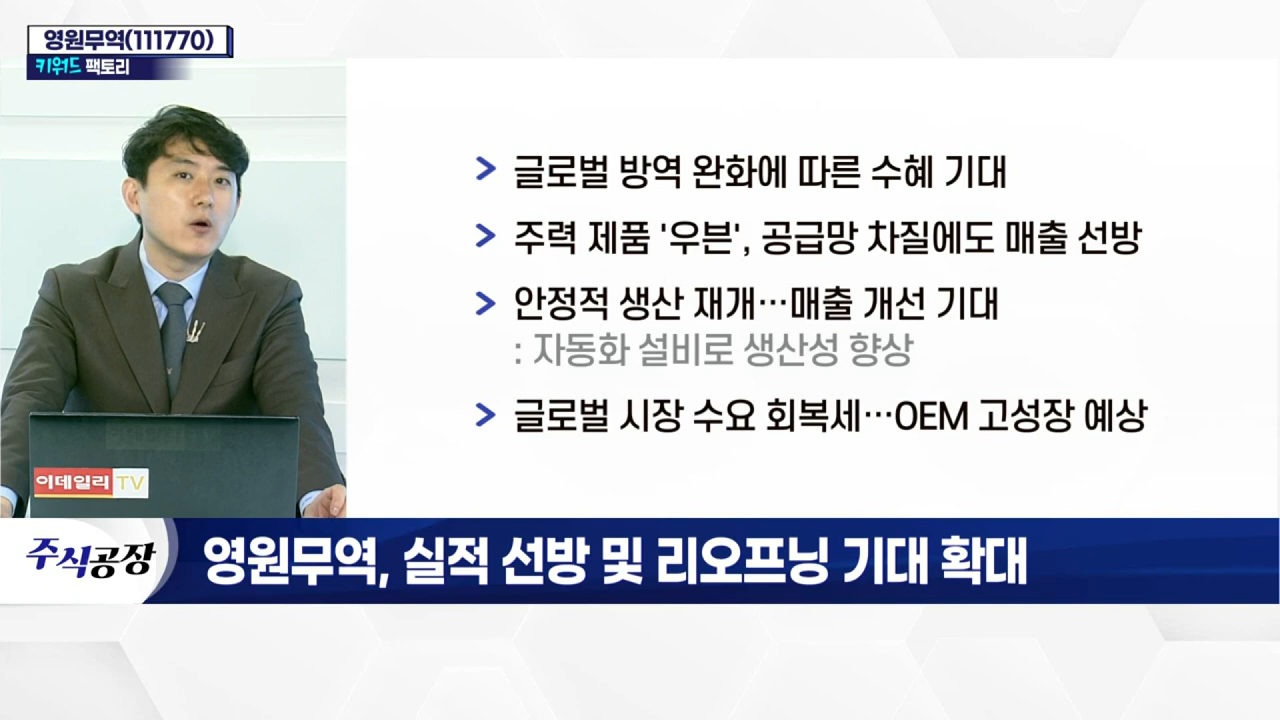 영원무역(111770)
키워드 팩토리
> 글로벌 방역 완화에 따른 수혜 기대
> 주력 제품 '우븐', 공급망 차질에도 매출 선방
> 안정적 생산 재개…매출 개선 기대
: 자동화 설비로 생산성 향상
> 글로벌 시장 수요 회복세…OEM 고성장 예상
이데일리 TV
주식공장
영원무역, 실적 선방 및 리오프닝 기대 확대